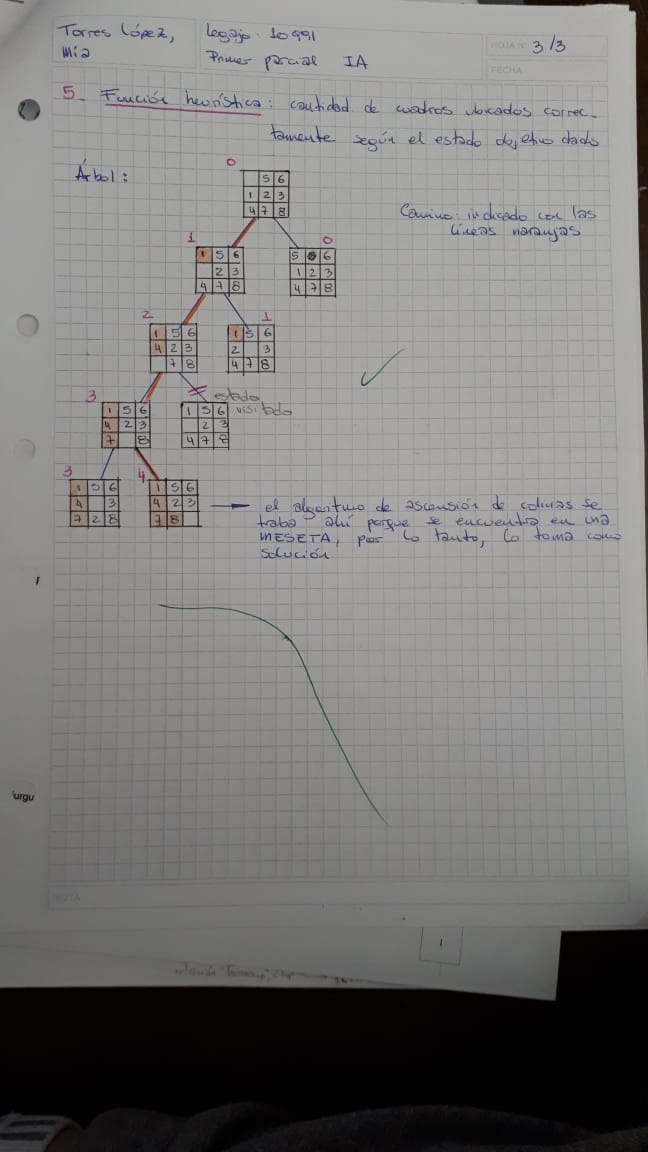 Torres López, Legajo: 10991
Mía Primer parcial IA
HOJA N° 3/3
FECHA
5_ Función heurística: cantidad de cuadros ubicados correc-
tamente según el estado objetivo dado
Árbol:
Camino: indicado con las
líneas naranjas
0
5 6
1 2 3
4 7 8
1
1 5 6
2 3
4 7 8
0
5 6
1 2 3
4 7 8
2
1 5 6
4 2 3
7 8
1
1 5 6
2 3
4 7 8
3
1 5 6
4 2 3
7 8
1 5 6
2 3
4 7 8
estado
visitado
3
1 5 6
4 3
7 2 8
4
1 5 6
4 2 3
7 8
el algoritmo de ascensión de colinas se
traba ahí porque se encuentra en una
MESETA, por lo tanto, lo toma como
solución
urgu
NOTA
1